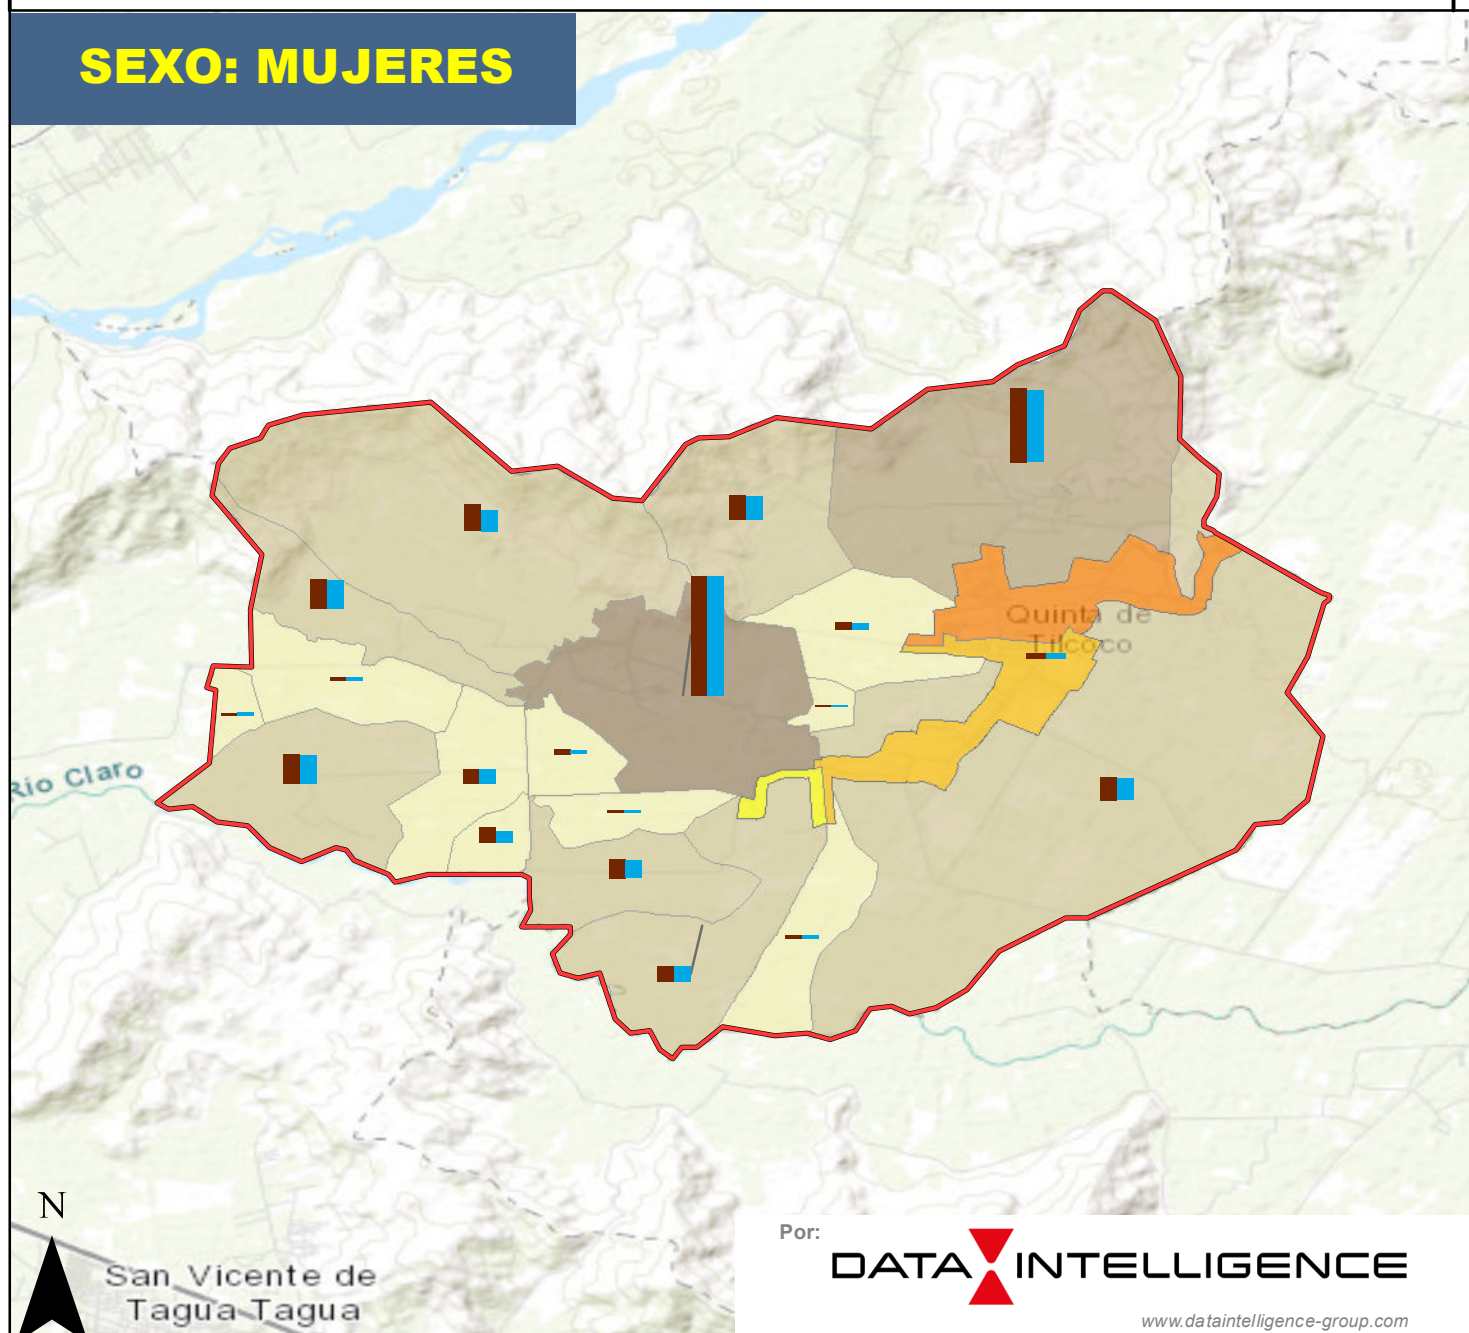 SEXO: MUJERES
Quinta de
Tilcoco
Rio Claro
N
San Vicente de
Tagua Tagua
Por:
DATA INTELLIGENCE
www.dataintelligence-group.com